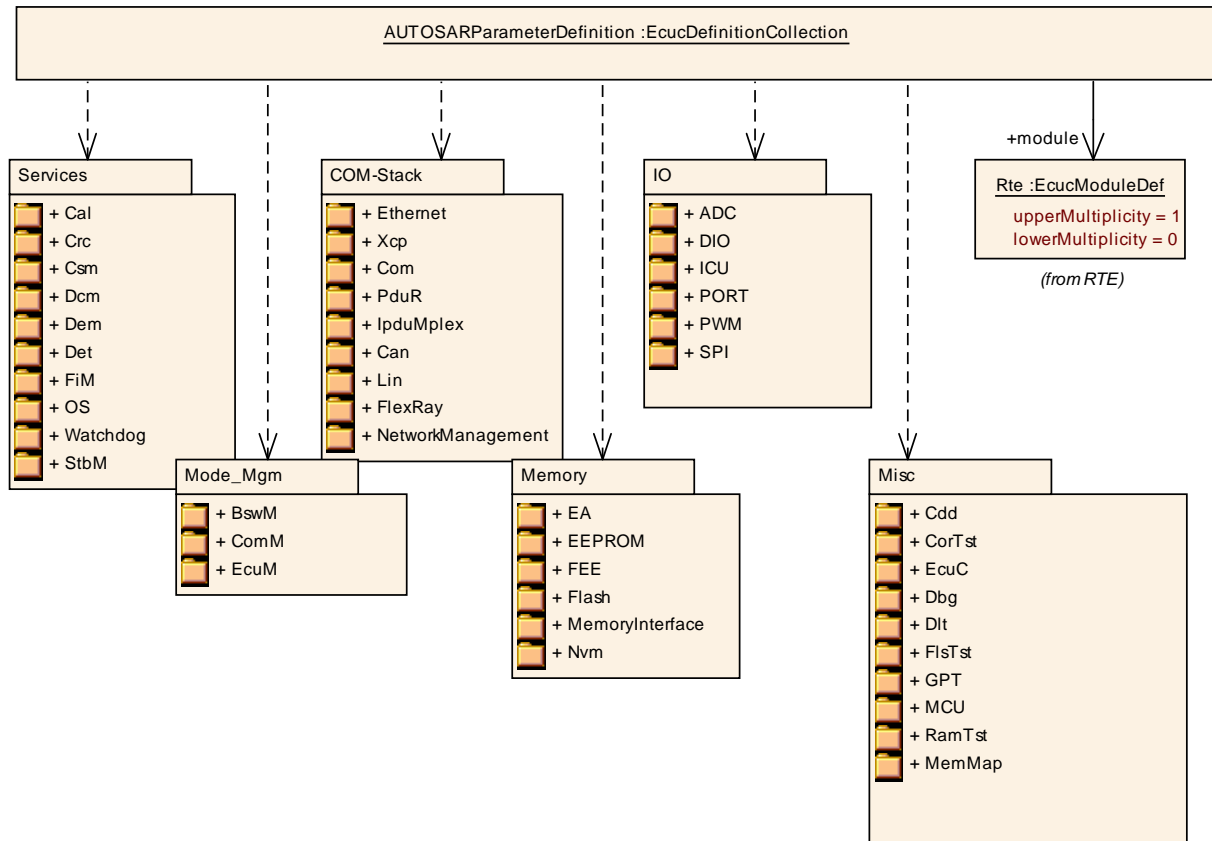 AUTOSARParameterDefinition :EcucDefinitionCollection
Services
+ Cal
+ Crc
+ Csm
+ Dcm
+ Dem
+ Det
+ FiM
+ OS
+ Watchdog
+ StbM
COM-Stack
+ Ethernet
+ Xcp
+ Com
+ PduR
+ IpduMplex
+ Can
+ Lin
+ FlexRay
+ NetworkManagement
IO
+ ADC
+ DIO
+ ICU
+ PORT
+ PWM
+ SPI
+module
Rte :EcucModuleDef
upperMultiplicity = 1
lowerMultiplicity = 0
(from RTE)
Mode_Mgm
+ BswM
+ ComM
+ EcuM
Memory
+ EA
+ EEPROM
+ FEE
+ Flash
+ MemoryInterface
+ Nvm
Misc
+ Cdd
+ CorTst
+ EcuC
+ Dbg
+ Dlt
+ FlsTst
+ GPT
+ MCU
+ RamTst
+ MemMap